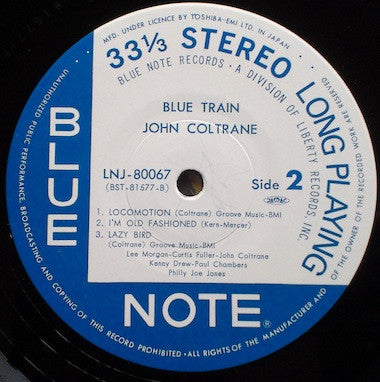 MFD. UNDER LICENCE BY TOSHIBA-EMI LTD. IN JAPAN
33⅓ STEREO LONG PLAYING
BLUE NOTE RECORDS · A DIVISION OF LIBERTY RECORDS, INC.
BLUE TRAIN
JOHN COLTRANE
LNJ-80067
(BST-81577-B)
Side 2
1. LOCOMOTION (Coltrane) Groove Music-BMI
2. I'M OLD FASHIONED (Kern-Mercer)
3. LAZY BIRD
(Coltrane) Groove Music-BMI
Lee Morgan-Curtis Fuller-John Coltrane
Kenny Drew-Paul Chambers
Philly Joe Jones
BLUE
NOTE®
ALL RIGHTS OF THE MANUFACTURER AND OF THE OWNER OF THE RECORDED WORK ARE RESERVED
UNAUTHORIZED PUBLIC PERFORMANCE, BROADCASTING AND COPYING OF THIS RECORD PROHIBITED ·